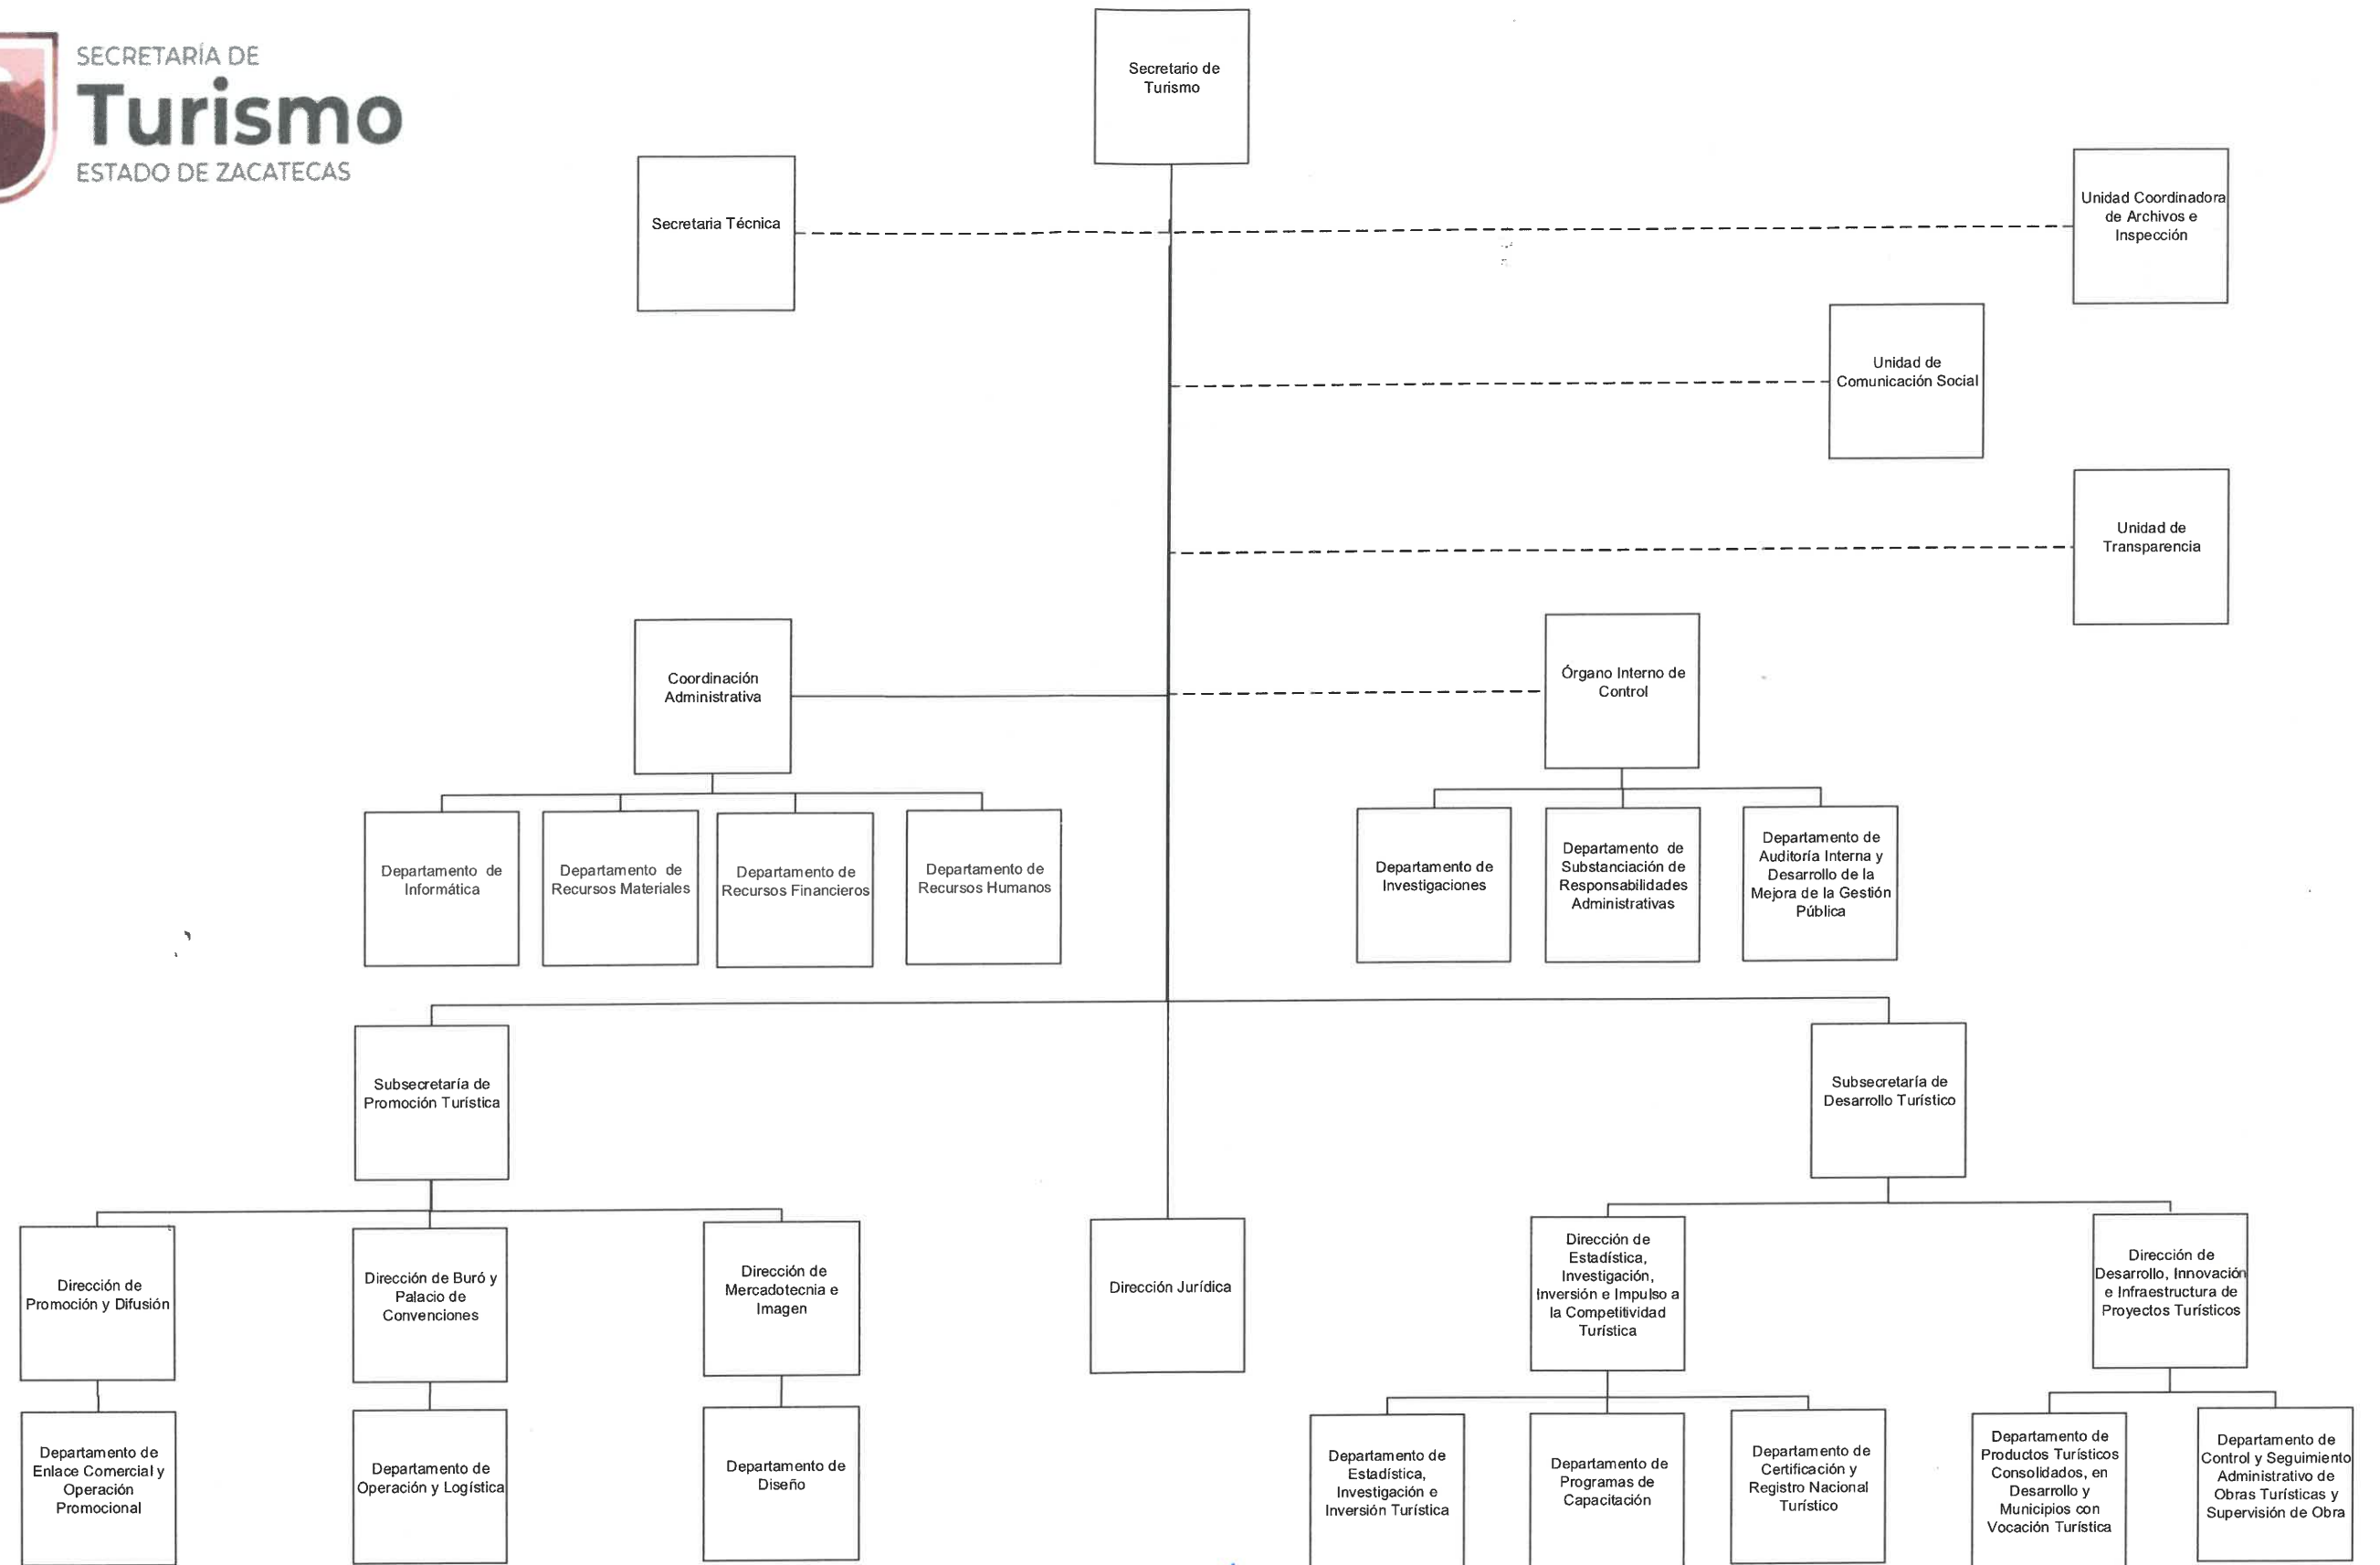 SECRETARÍA DE
Turismo
ESTADO DE ZACATECAS
Secretario de
Turismo
Secretaria Técnica
Unidad Coordinadora
de Archivos e
Inspección
Unidad de
Comunicación Social
Unidad de
Transparencia
Coordinación
Administrativa
Órgano Interno de
Control
Departamento de
Informática
Departamento de
Recursos Materiales
Departamento de
Recursos Financieros
Departamento de
Recursos Humanos
Departamento de
Investigaciones
Departamento de
Substanciación de
Responsabilidades
Administrativas
Departamento de
Auditoría Interna y
Desarrollo de la
Mejora de la Gestión
Pública
Subsecretaría de
Promoción Turística
Subsecretaría de
Desarrollo Turístico
Dirección de
Promoción y Difusión
Dirección de Buró y
Palacio de
Convenciones
Dirección de
Mercadotecnia e
Imagen
Dirección Jurídica
Dirección de
Estadística,
Investigación,
Inversión e Impulso a
la Competitividad
Turística
Dirección de
Desarrollo, Innovación
e Infraestructura de
Proyectos Turísticos
Departamento de
Enlace Comercial y
Operación
Promocional
Departamento de
Operación y Logística
Departamento de
Diseño
Departamento de
Estadística,
Investigación e
Inversión Turística
Departamento de
Programas de
Capacitación
Departamento de
Certificación y
Registro Nacional
Turístico
Departamento de
Productos Turísticos
Consolidados, en
Desarrollo y
Municipios con
Vocación Turística
Departamento de
Control y Seguimiento
Administrativo de
Obras Turísticas y
Supervisión de Obra